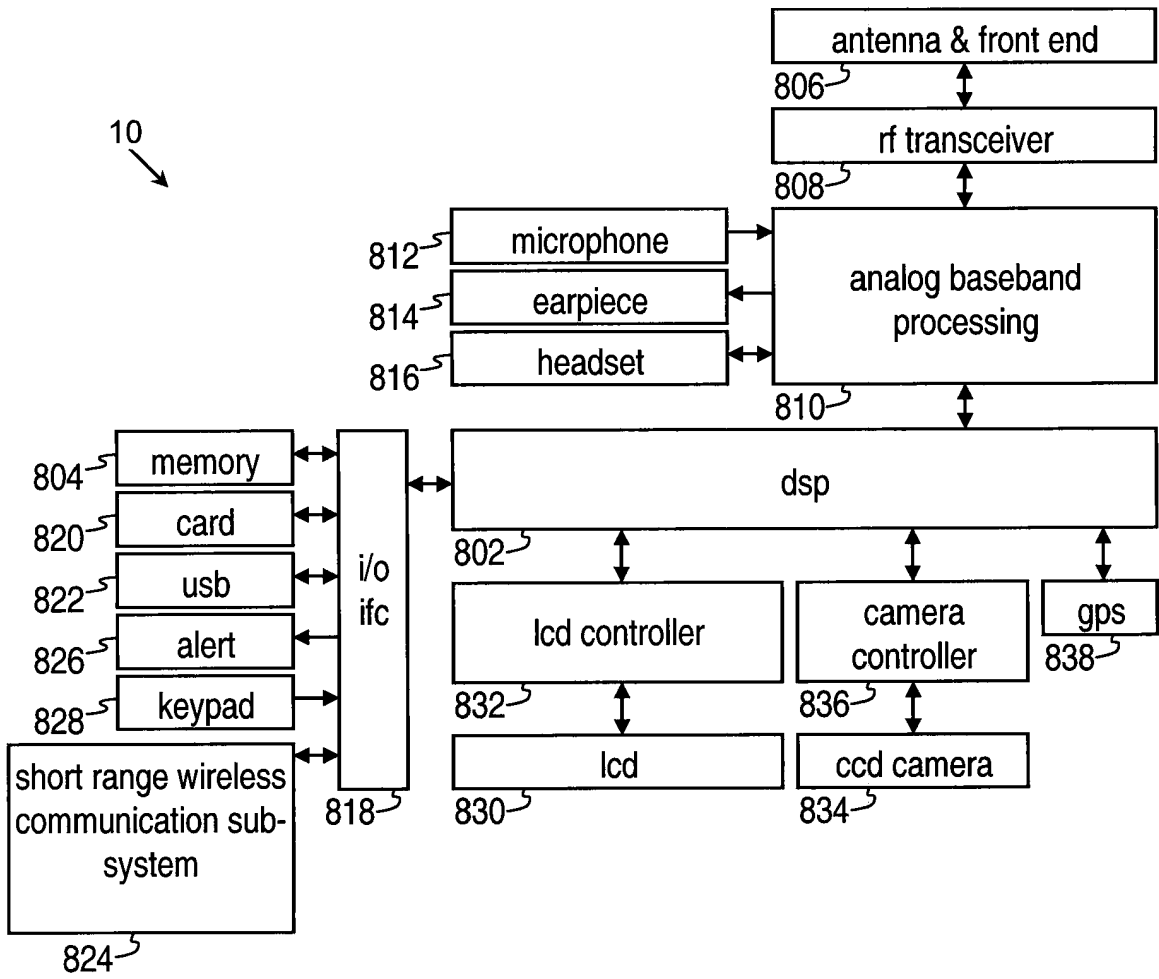 antenna & front end
806
10
rf transceiver
808
microphone
812
analog baseband
processing
earpiece
814
headset
816
810
memory
804
dsp
card
820
802
i/o
ifc
usb
822
lcd controller
camera
controller
gps
alert
838
826
keypad
832
836
828
short range wireless
communication sub-
system
lcd
ccd camera
818
830
834
824